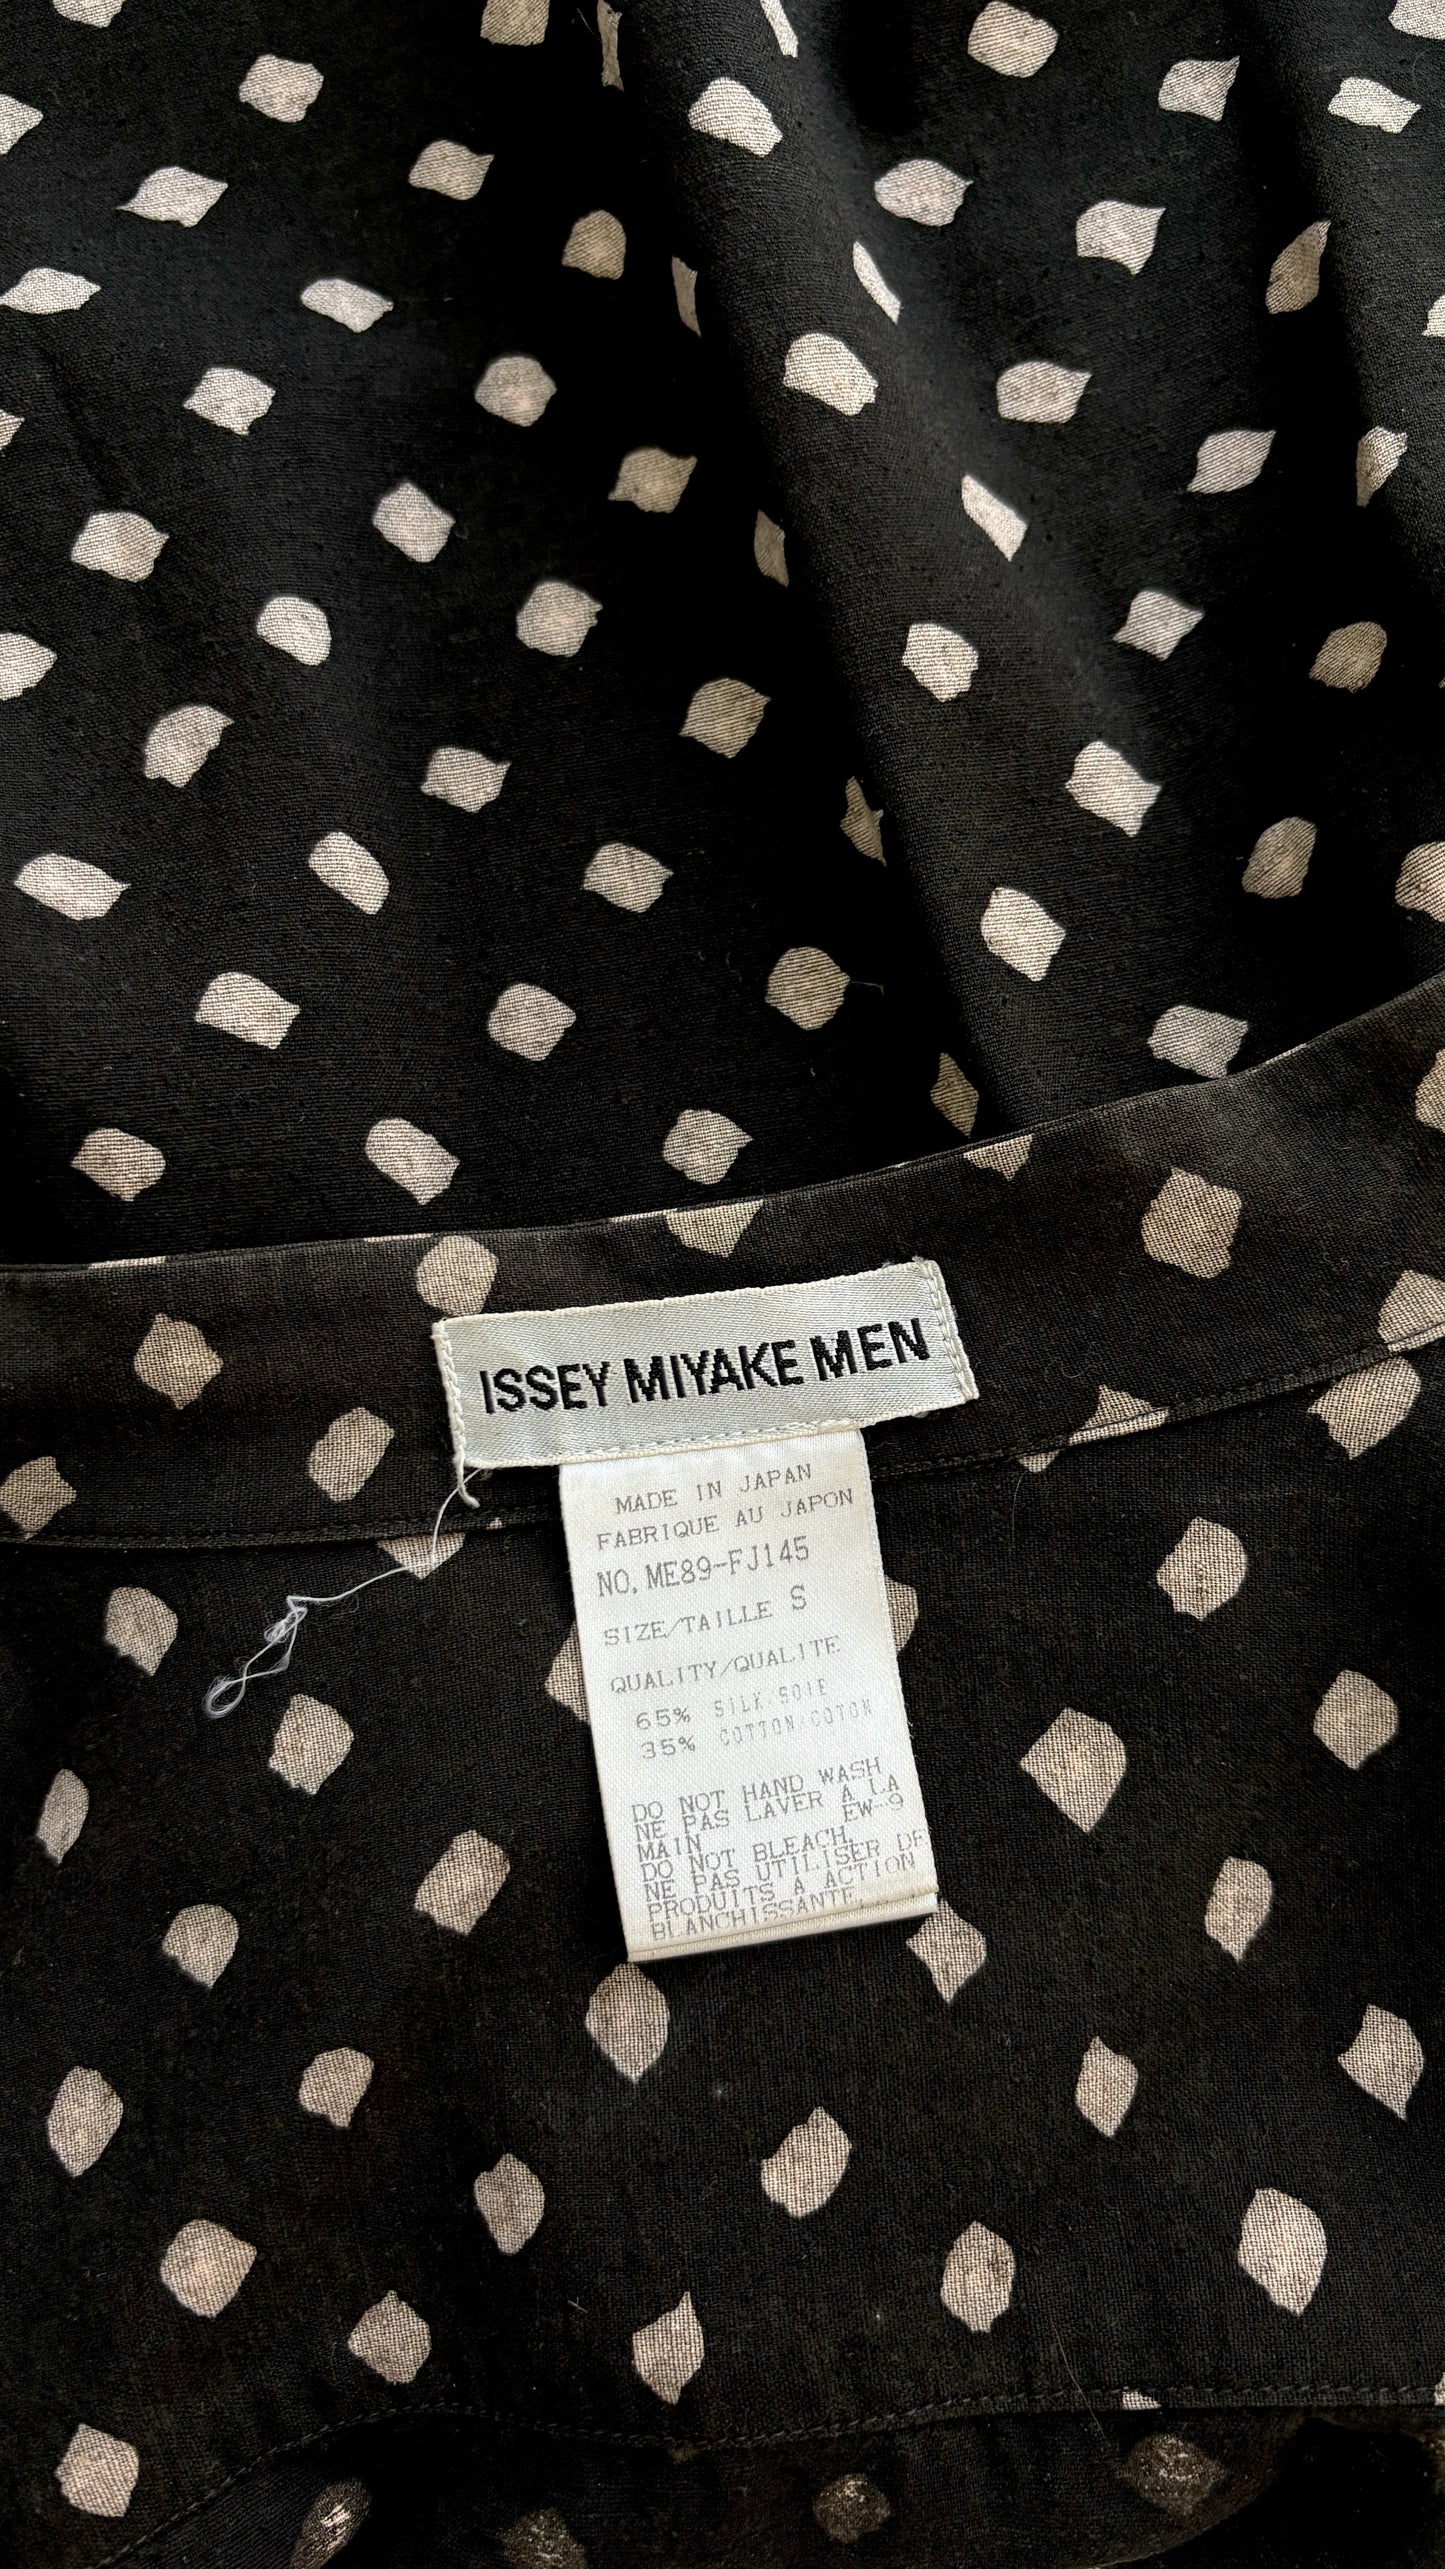 ISSEY MIYAKE MEN
MADE IN JAPAN
FABRIQUE AU JAPON
NO. ME89-FJ145
SIZE/TAILLE S
QUALITY/QUALITE
65% SILK SOIE
35% COTTON/COTON
DO NOT HAND WASH
NE PAS LAVER A LA
MAIN EW-9
DO NOT BLEACH.
NE PAS UTILISER DE
PRODUITS A ACTION
BLANCHISSANTE.